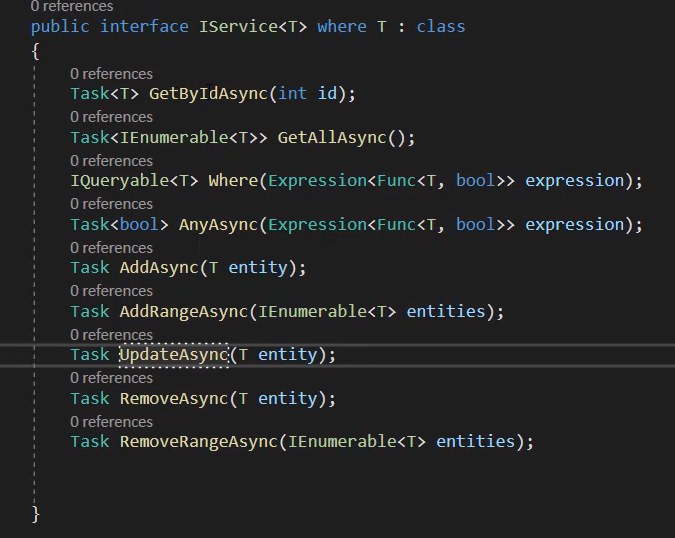 0 references
public interface IService<T> where T : class
{
0 references
Task<T> GetByIdAsync(int id);
0 references
Task<IEnumerable<T>> GetAllAsync();
0 references
IQueryable<T> Where(Expression<Func<T, bool>> expression);
0 references
Task<bool> AnyAsync(Expression<Func<T, bool>> expression);
0 references
Task AddAsync(T entity);
0 references
Task AddRangeAsync(IEnumerable<T> entities);
0 references
Task UpdateAsync(T entity);
0 references
Task RemoveAsync(T entity);
0 references
Task RemoveRangeAsync(IEnumerable<T> entities);
}